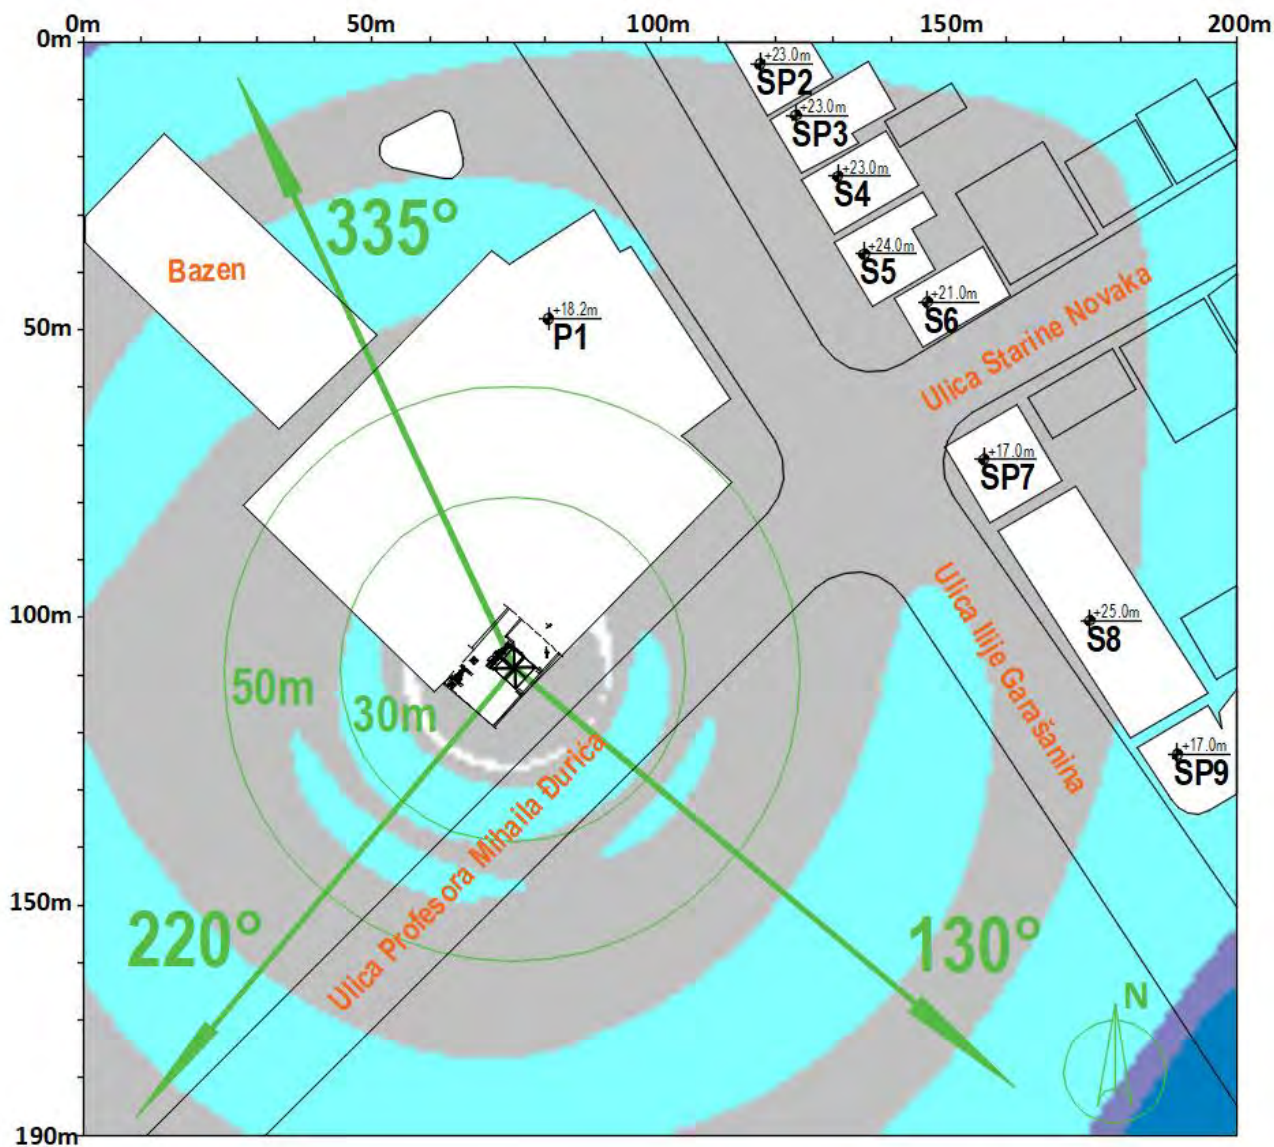 0m
50m
100m
150m
200m
0m
50m
100m
150m
190m
+23.0m
SP2
+23.0m
SP3
+23.0m
S4
+24.0m
S5
+21.0m
S6
335°
Bazen
+18.2m
P1
Ulica Starine Novaka
+17.0m
SP7
+25.0m
S8
Ulica Ilije Garašanina
+17.0m
SP9
50m
30m
Ulica Profesora Mihaila Đurića
220°
130°
N